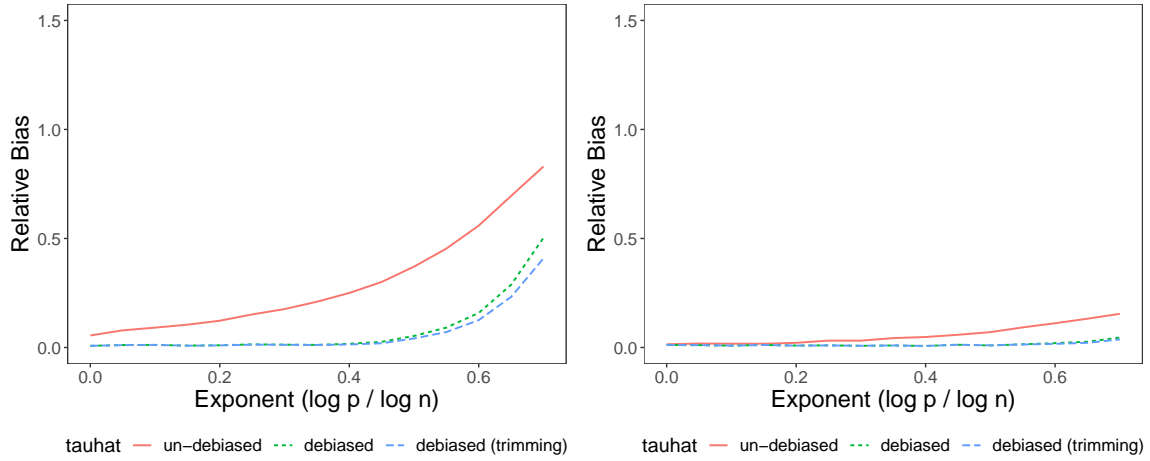 Relative Bias
1.5
1.0
0.5
0.0
0.0 0.2 0.4 0.6
Exponent (log p / log n)
tauhat un−debiased debiased debiased (trimming)
Relative Bias
1.5
1.0
0.5
0.0
0.0 0.2 0.4 0.6
Exponent (log p / log n)
tauhat un−debiased debiased debiased (trimming)